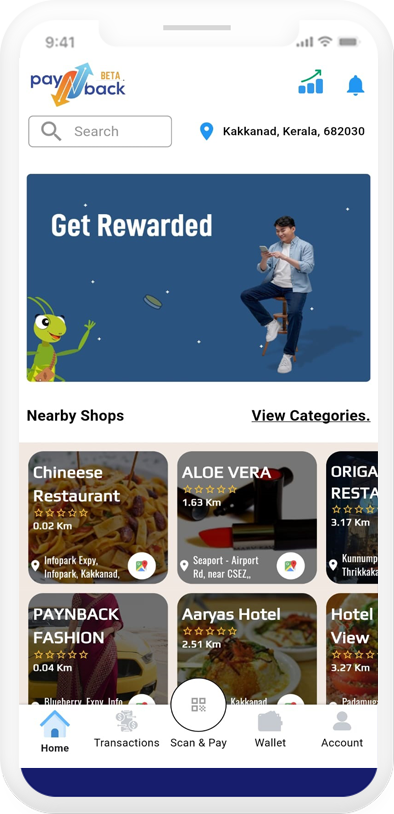 9:41
payNback BETA
Search
Kakkanad, Kerala, 682030
Get Rewarded
Nearby Shops
View Categories.
Chineese
Restaurant
0.02 Km
Infopark Expy,
Infopark, Kakkanad,
ALOE VERA
1.63 Km
Seaport - Airport
Rd, near CSEZ,,
ORIGA
RESTA
3.17 Km
Kunnump
Thrikkaka
PAYNBACK
FASHION
0.04 Km
Blueberry, Expy, Info
Aaryas Hotel
2.51 Km
Kakkanad,
Hotel
View
3.27 Km
Padamug
Home
Transactions
Scan & Pay
Wallet
Account